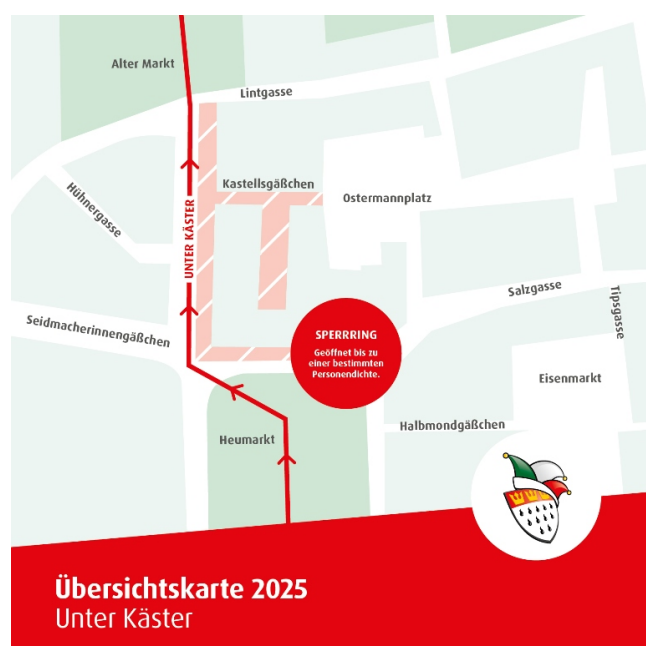 Alter Markt
Lintgasse
Kastellsgäßchen
Ostermannplatz
Hühnergasse
UNTER KÄSTER
Salzgasse
Tipsgasse
Seidmacherinnengäßchen
SPERRRING
Geöffnet bis zu
einer bestimmten
Personendichte.
Eisenmarkt
Heumarkt
Halbmondgäßchen
Übersichtskarte 2025
Unter Käster